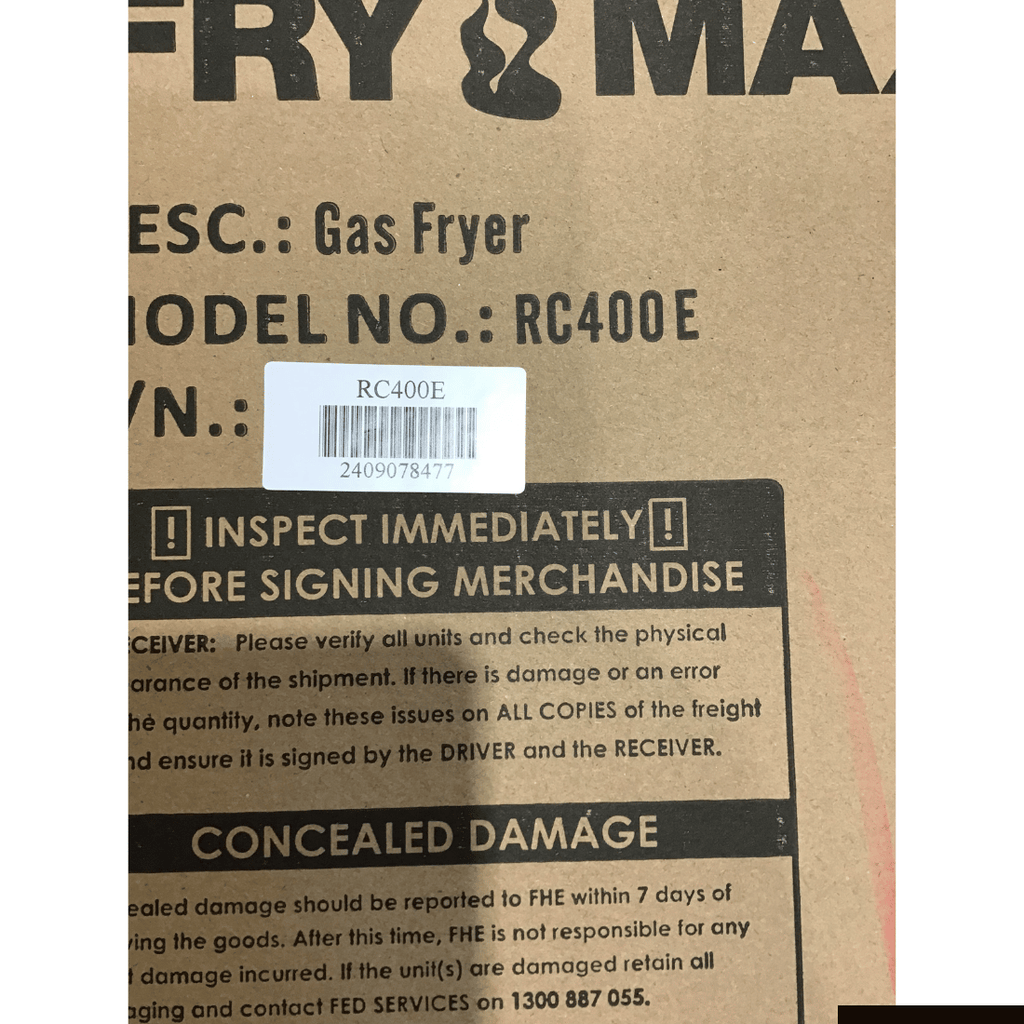 FRY MA
ESC.: Gas Fryer
ODEL NO.: RC400E
/N.:
RC400E
2409078477
! INSPECT IMMEDIATELY !
EFORE SIGNING MERCHANDISE
CEIVER: Please verify all units and check the physical
arance of the shipment. If there is damage or an error
he quantity, note these issues on ALL COPIES of the freight
nd ensure it is signed by the DRIVER and the RECEIVER.
CONCEALED DAMAGE
ealed damage should be reported to FHE within 7 days of
ing the goods. After this time, FHE is not responsible for any
t damage incurred. If the unit(s) are damaged retain all
aging and contact FED SERVICES on 1300 887 055.